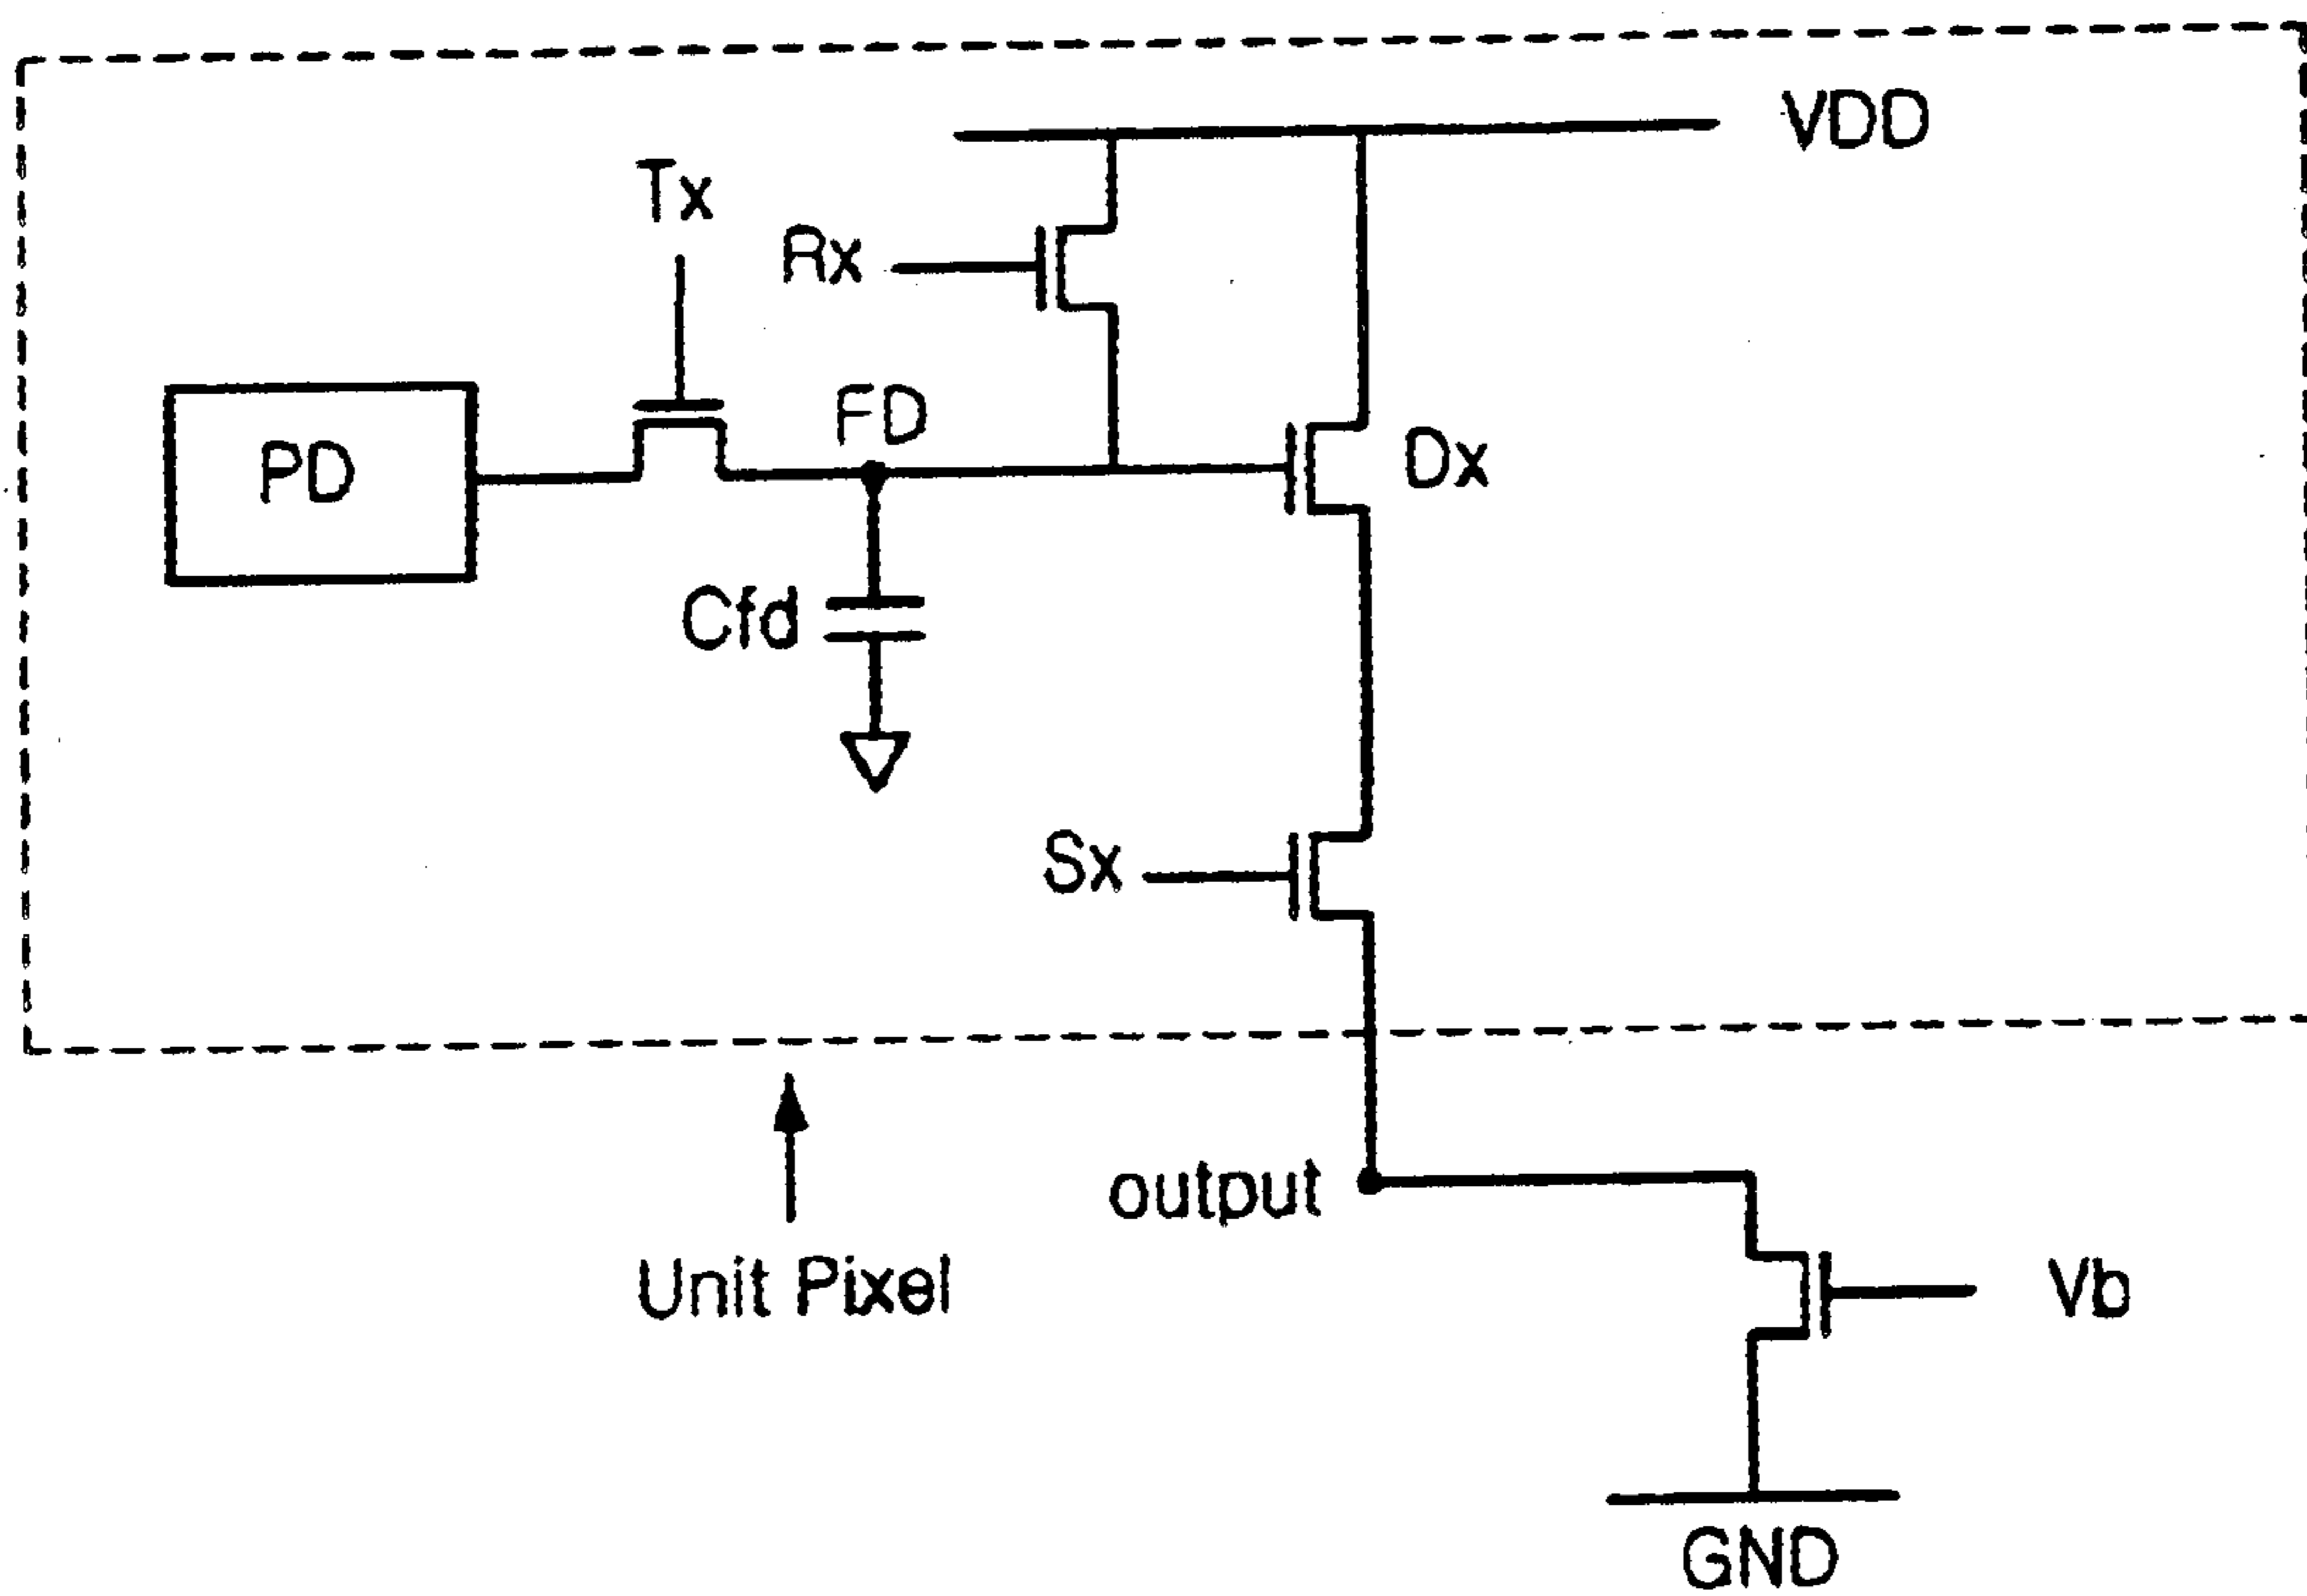 VDD
Tx
Rx
FD
PD
Dx
Cfd
Sx
output
Unit Pixel
Vb
GND